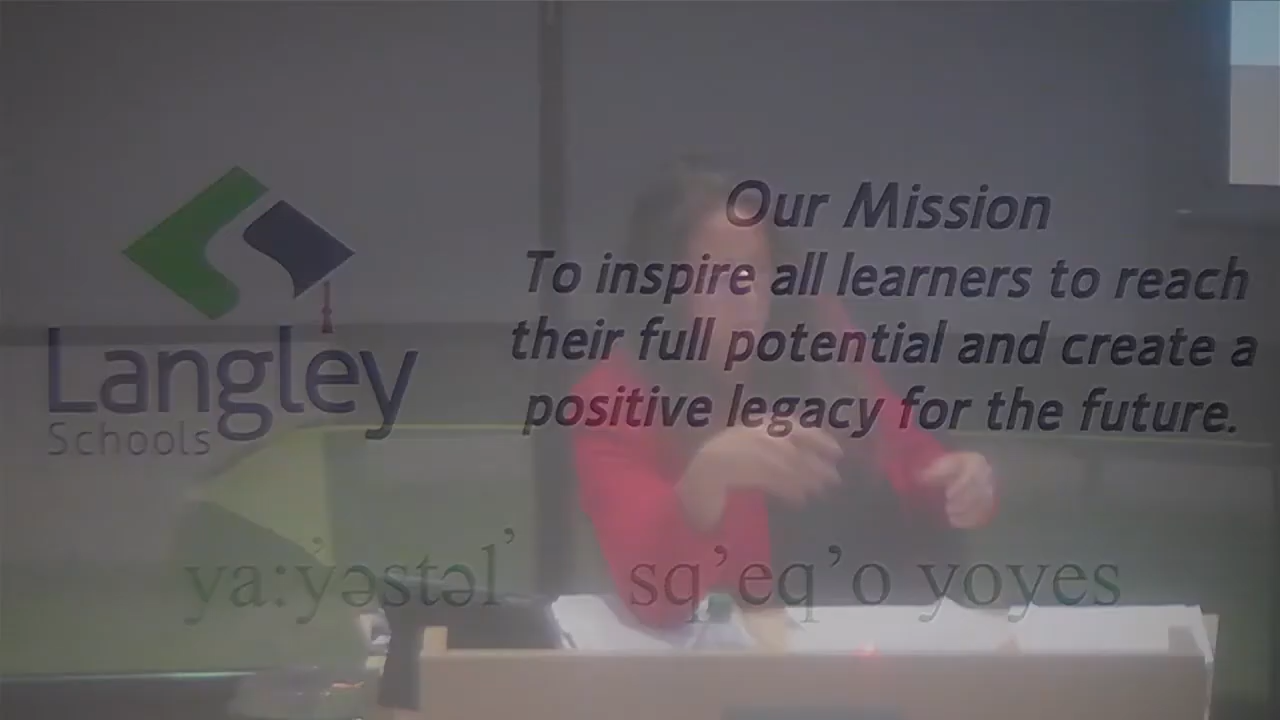 Langley
Schools
Our Mission
To inspire all learners to reach
their full potential and create a
positive legacy for the future.
ya:y̓əstəl̓ sq̓eq̓o yoyes